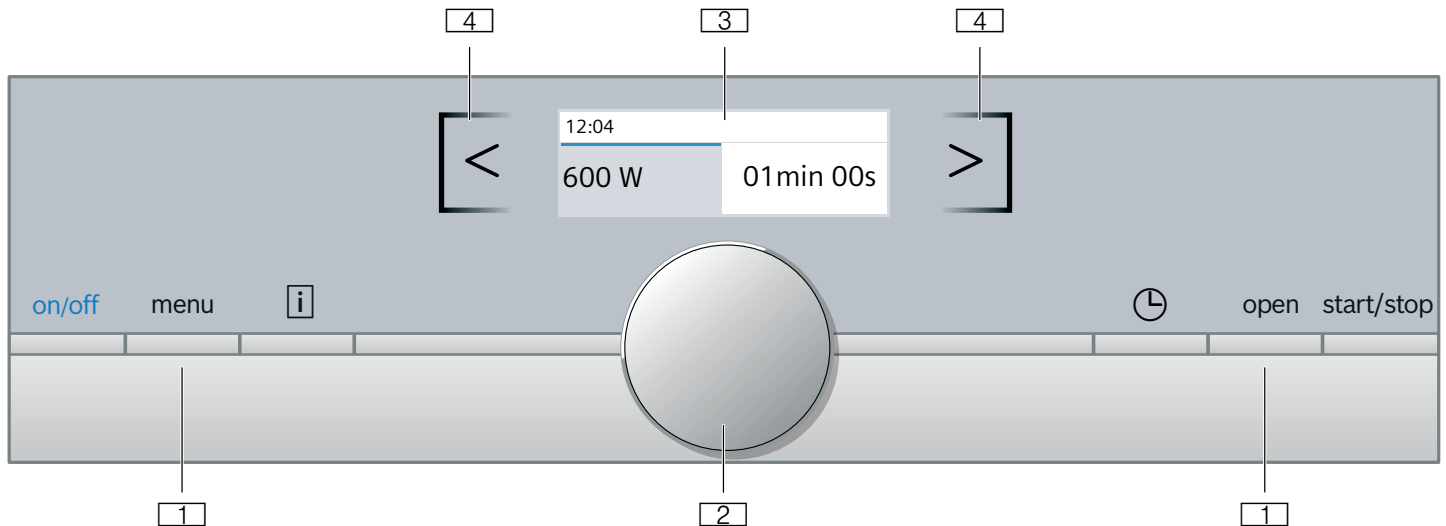 4 3 4
12:04
< 600 W 01min 00s >
on/off menu i open start/stop
1 2 1